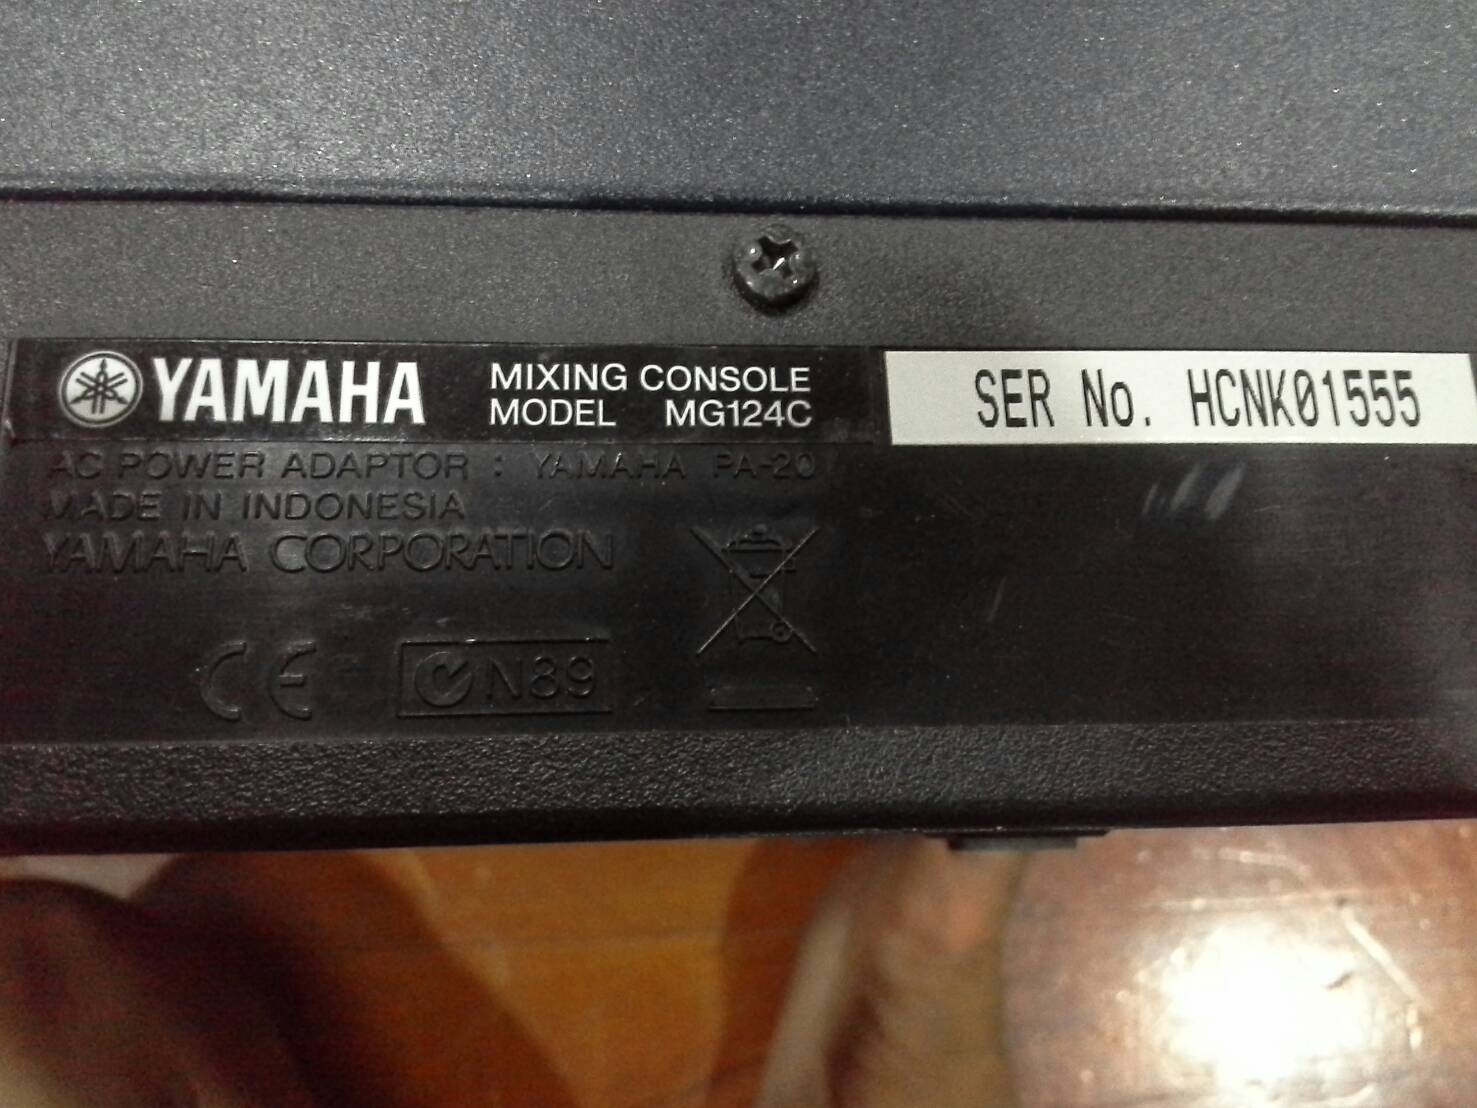 YAMAHA MIXING CONSOLE
MODEL MG124C
SER No. HCNK01555
AC POWER ADAPTOR : YAMAHA PA-20
MADE IN INDONESIA
YAMAHA CORPORATION
CE N89